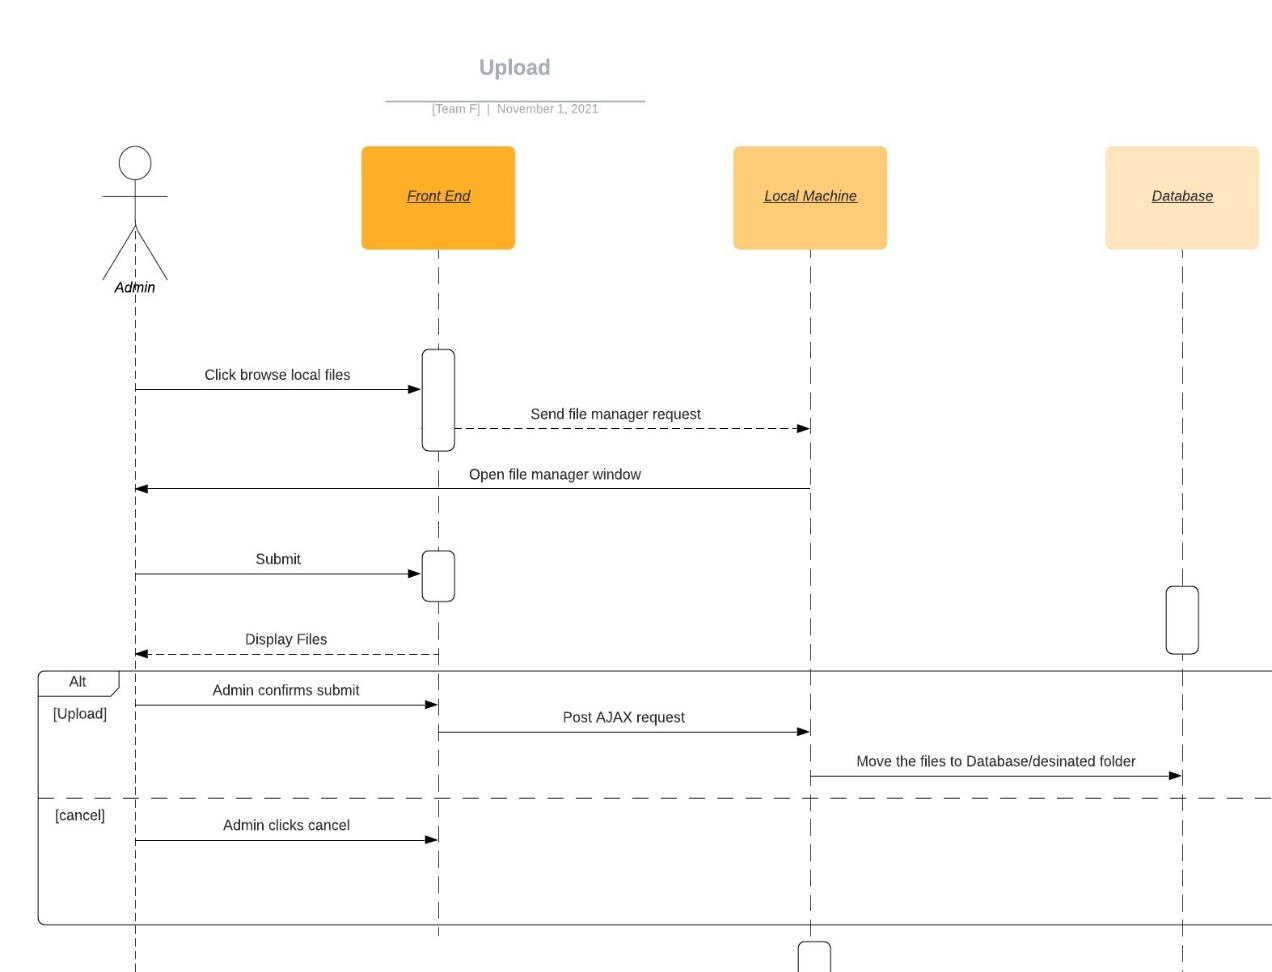 Upload
[Team F] | November 1, 2021
Front End
Local Machine
Database
Admin
Click browse local files
Send file manager request
Open file manager window
Submit
Display Files
Alt
Admin confirms submit
[Upload]
Post AJAX request
Move the files to Database/desinated folder
[cancel]
Admin clicks cancel